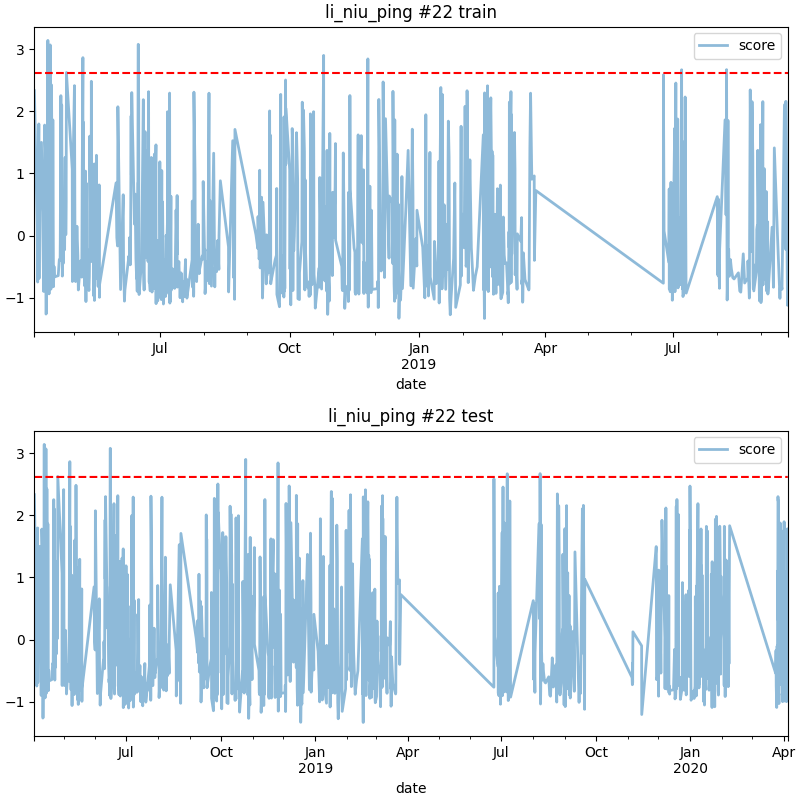 li_niu_ping #22 train
score
3
2
1
0
−1
Jul Oct Jan Apr Jul
2019
date
li_niu_ping #22 test
score
3
2
1
0
−1
Jul Oct Jan Apr Jul Oct Jan Apr
2019 2020
date